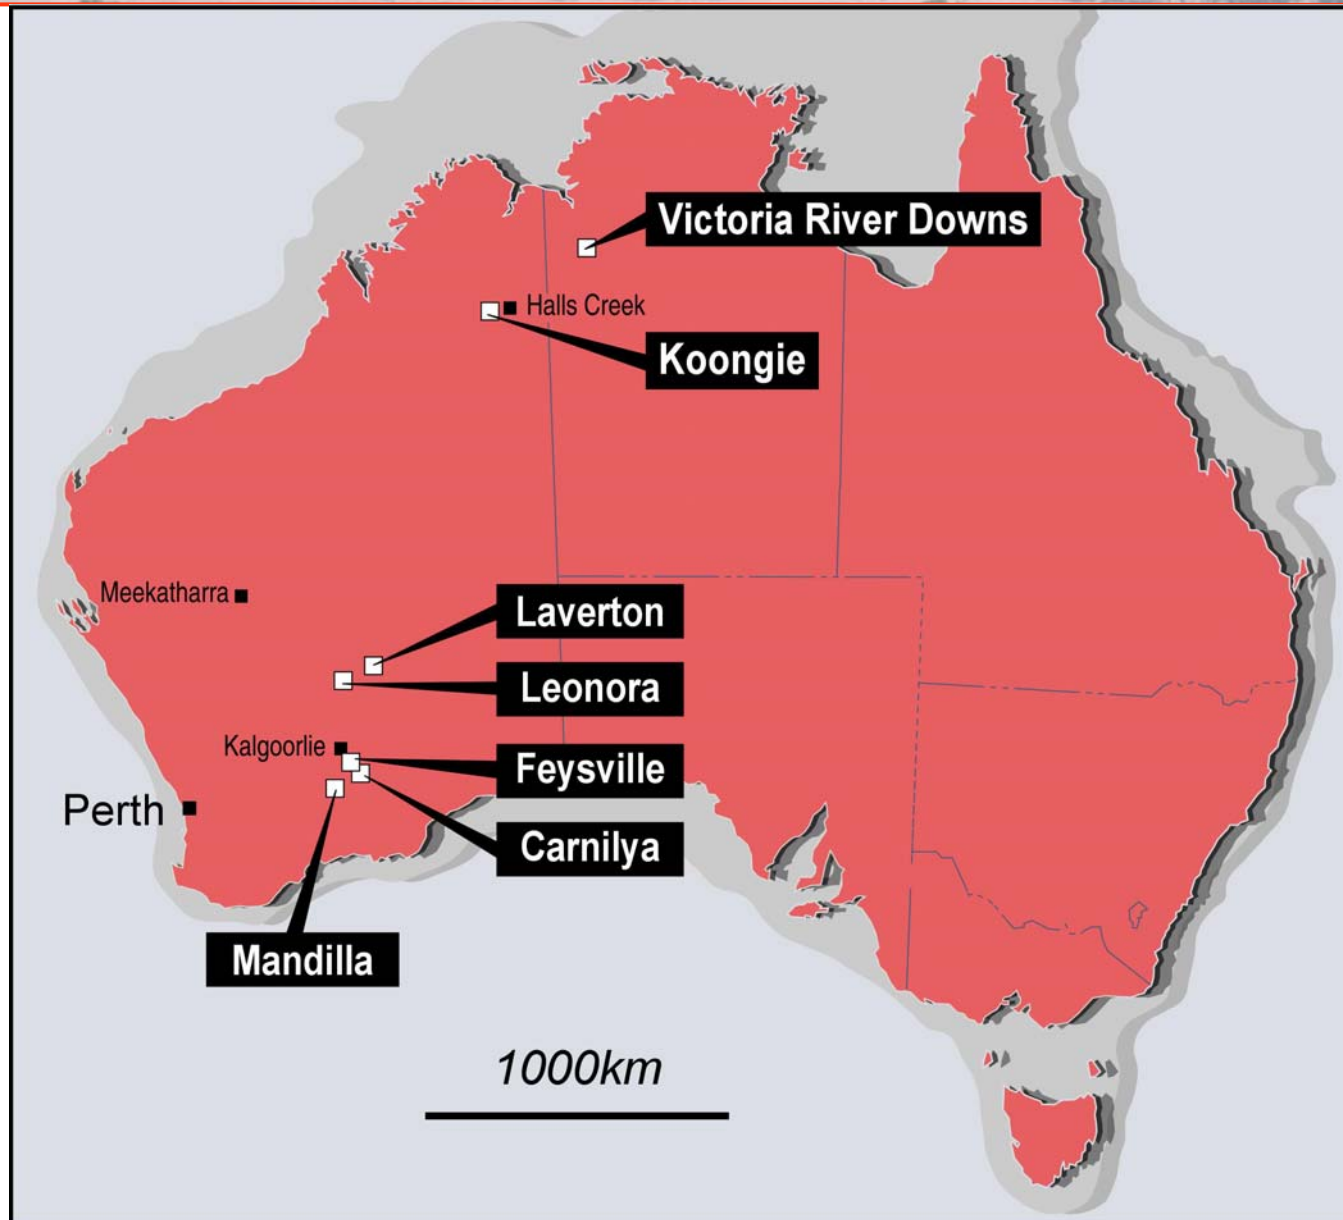 Victoria River Downs
Halls Creek
Koongie
Meekatharra
Laverton
Leonora
Kalgoorlie
Feysville
Perth
Carnilya
Mandilla
1000km